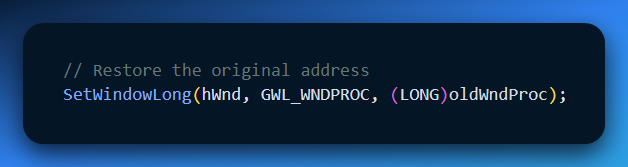 // Restore the original address
SetWindowLong(hWnd, GWL_WNDPROC, (LONG)oldWndProc);